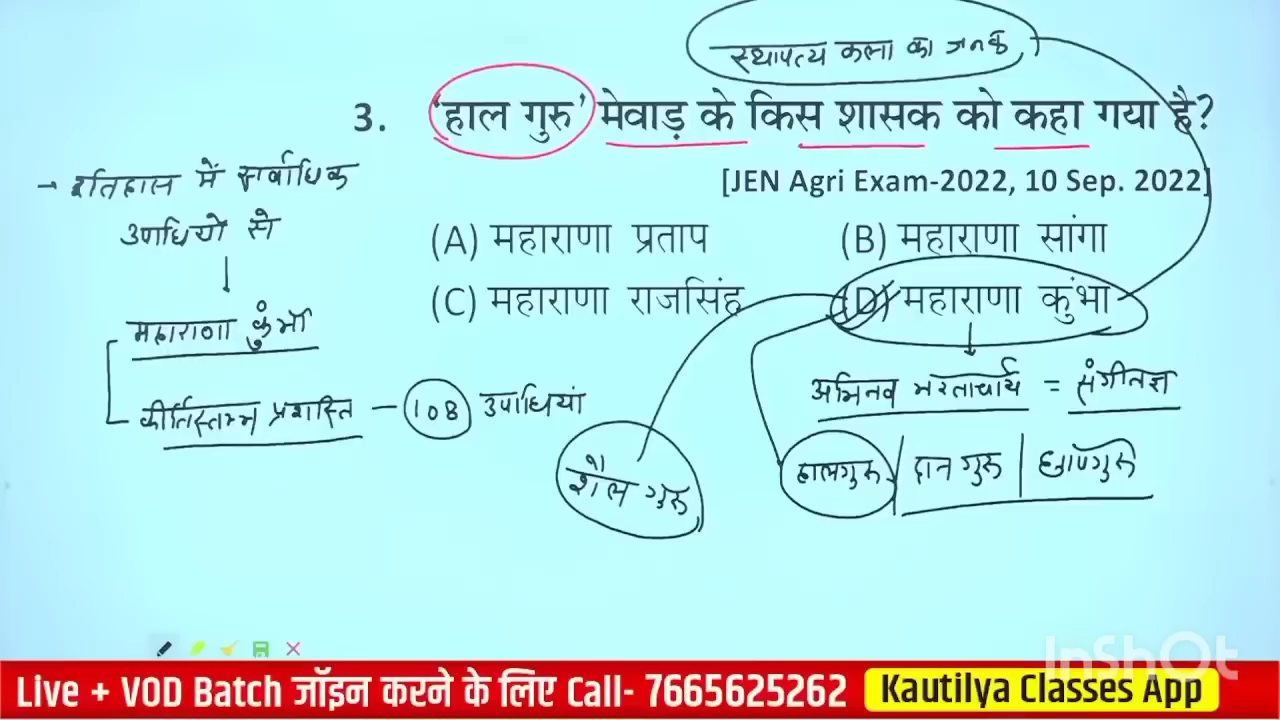 स्थापत्य कला का जनक
3. 'हाल गुरु' मेवाड़ के किस शासक को कहा गया है?
[JEN Agri Exam-2022, 10 Sep. 2022]
(A) महाराणा प्रताप (B) महाराणा सांगा
(C) महाराणा राजसिंह (D) महाराणा कुंभा
→ इतिहास में सर्वाधिक
उपाधियो से
महाराणा कुंभा
कीर्तिस्तम्भ प्रशस्ति - 108 उपाधियां
अभिनव भरताचार्य = संगीतज्ञ
हालगुरु | दान गुरु | छापगुरु
शैल गुरु
InShOt
Live + VOD Batch जॉइन करने के लिए Call- 7665625262 Kautilya Classes App